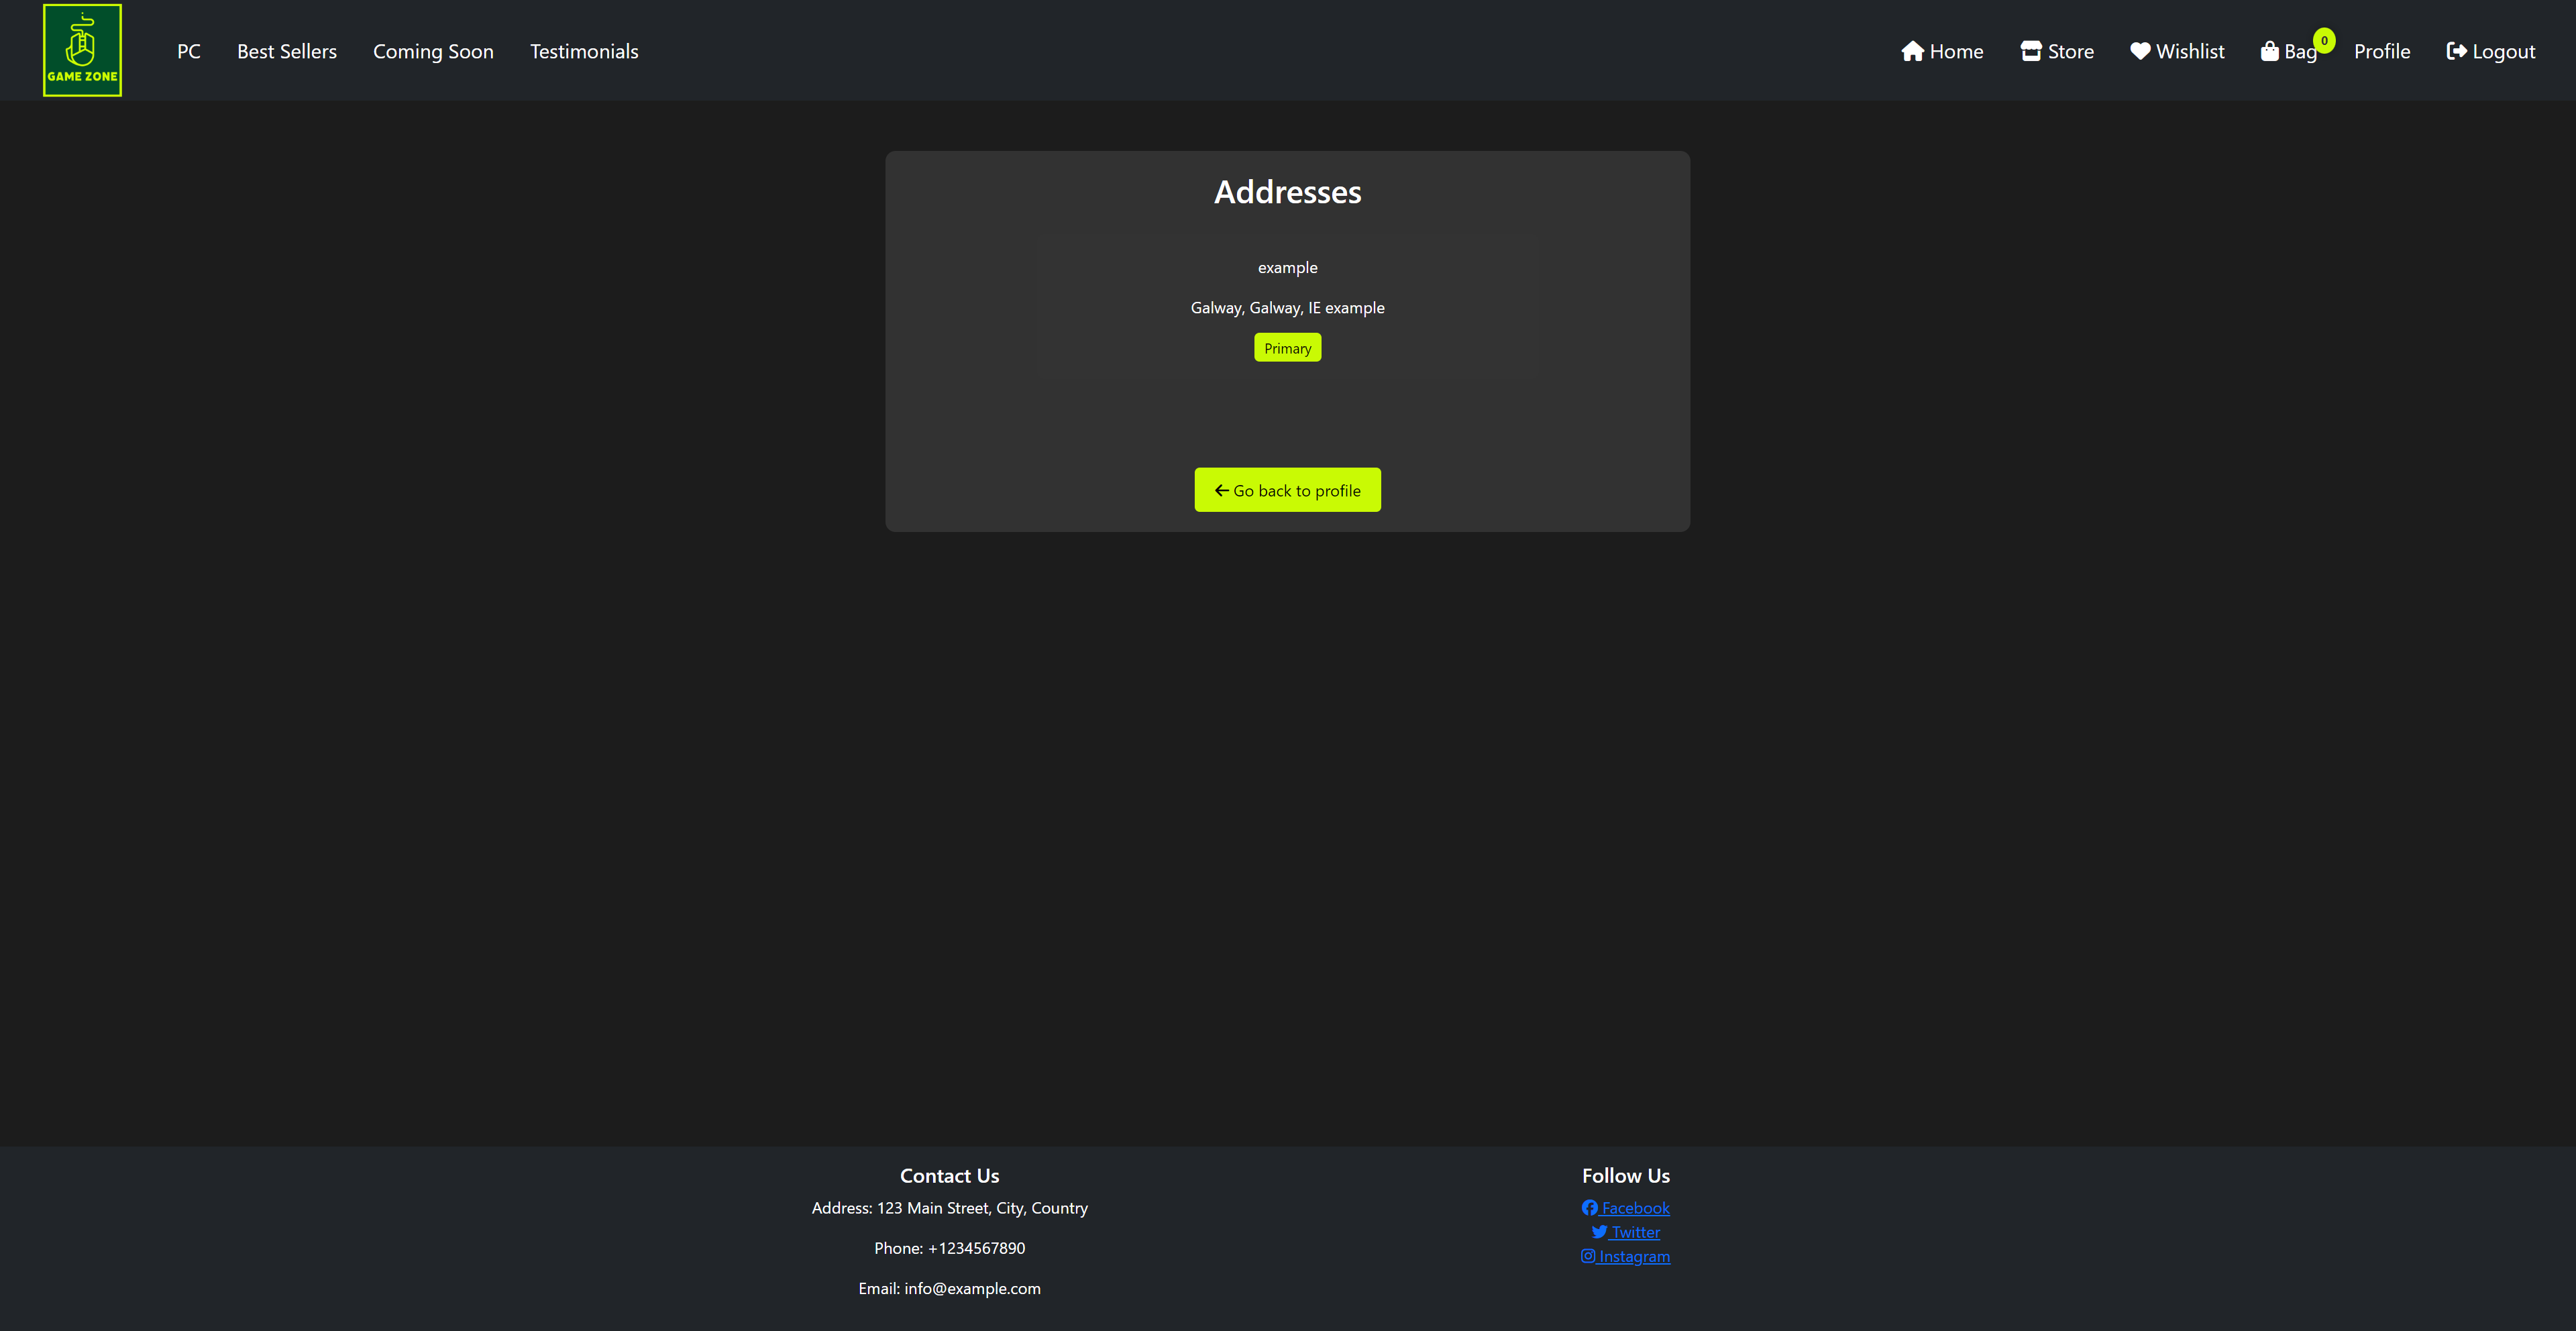 GAME ZONE
PC Best Sellers Coming Soon Testimonials Home Store Wishlist Bag 0 Profile Logout
Addresses
example
Galway, Galway, IE example
Primary
Go back to profile
Contact Us
Address: 123 Main Street, City, Country
Phone: +1234567890
Email: info@example.com
Follow Us
Facebook
Twitter
Instagram